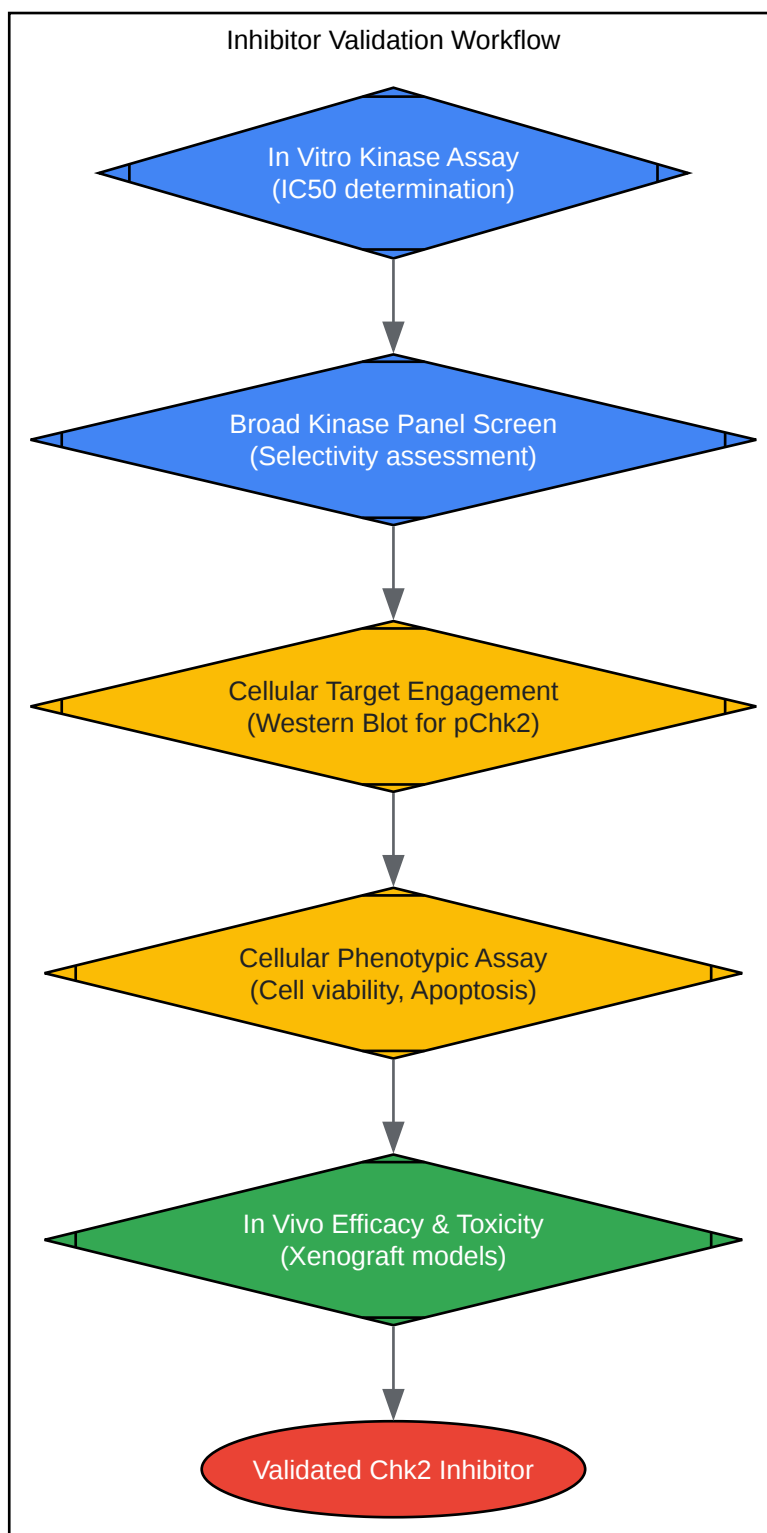 Inhibitor Validation Workflow
In Vitro Kinase Assay
(IC50 determination)
Broad Kinase Panel Screen
(Selectivity assessment)
Cellular Target Engagement
(Western Blot for pChk2)
Cellular Phenotypic Assay
(Cell viability, Apoptosis)
In Vivo Efficacy & Toxicity
(Xenograft models)
Validated Chk2 Inhibitor